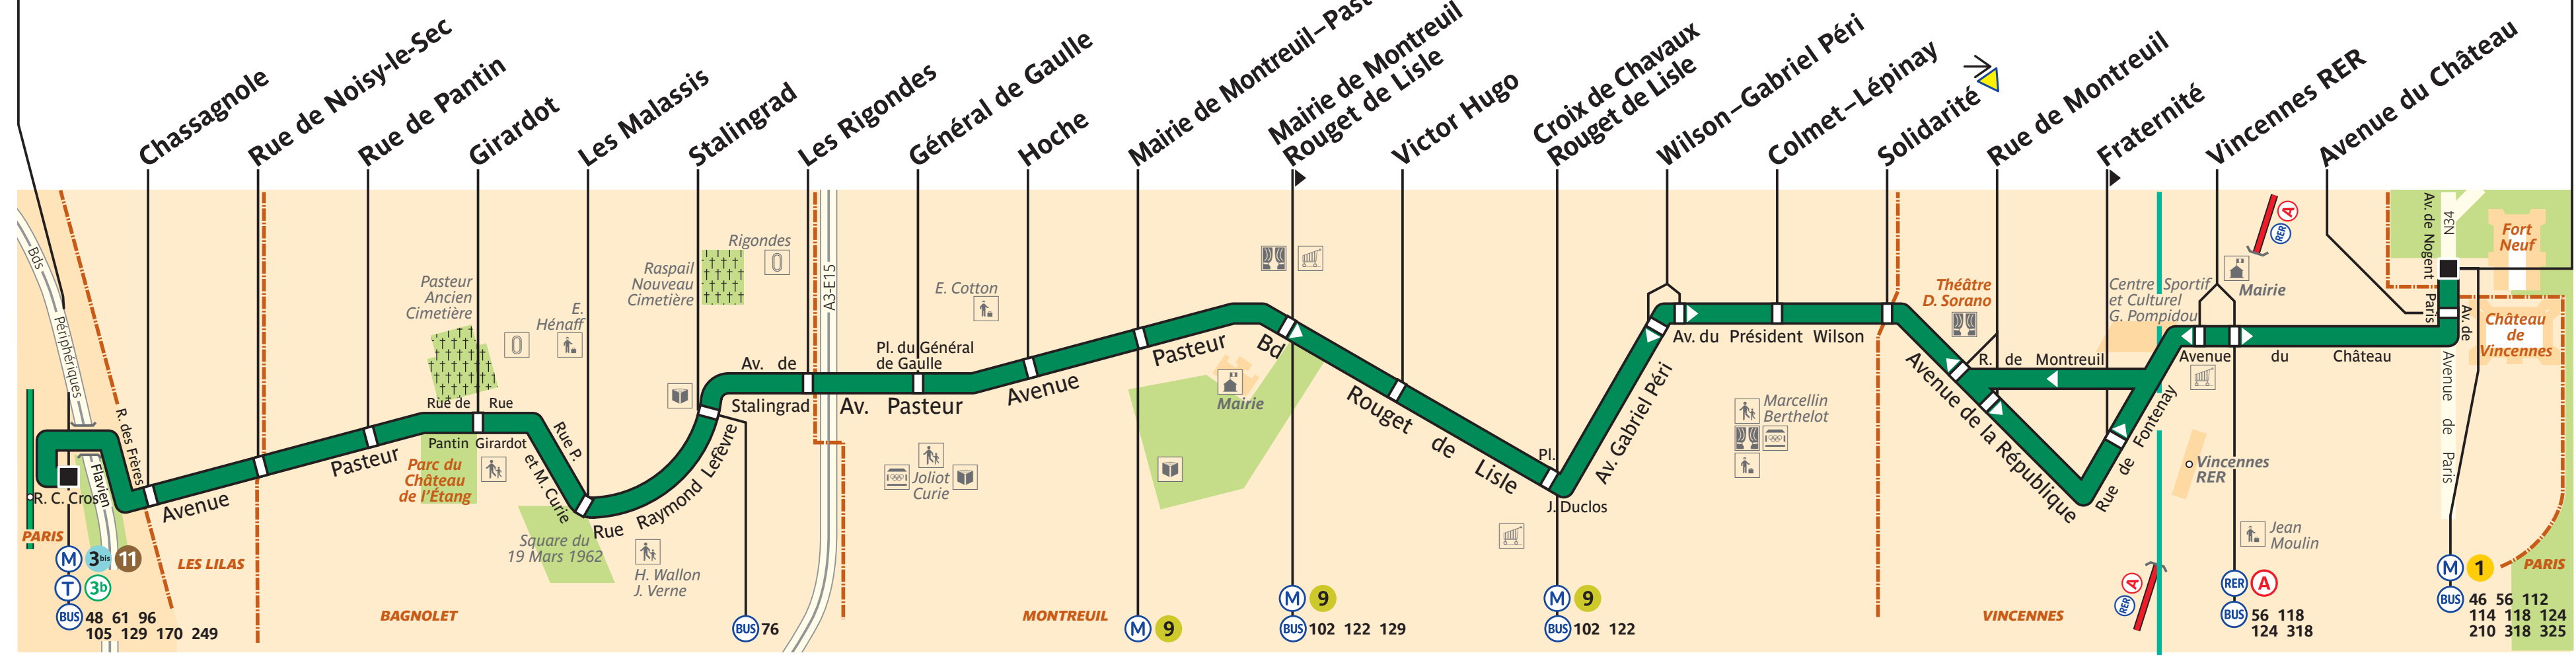 Chassagnole
Rue de Noisy-le-Sec
Rue de Pantin
Girardot
Les Malassis
Stalingrad
Les Rigondes
Général de Gaulle
Hoche
Mairie de Montreuil–Past
Mairie de Montreuil
Rouget de Lisle
Victor Hugo
Croix de Chavaux
Rouget de Lisle
Wilson–Gabriel Péri
Colmet–Lépinay
Solidarité
Rue de Montreuil
Fraternité
Vincennes RER
Avenue du Château
Bds
Périphériques
R. des Frères
Flavien
R. C. Cros
PARIS
M 3bis 11
T 3b
BUS 48 61 96
105 129 170 249
LES LILAS
Avenue
Pasteur
Pasteur
Ancien
Cimetière
Rue de
Pantin
Rue
Girardot
Parc du
Château
de l'Étang
BAGNOLET
E.
Hénaff
Rue P.
et M. Curie
Square du
19 Mars 1962
Rue
Raymond
Lefèvre
H. Wallon
J. Verne
Raspail
Nouveau
Cimetière
Rigondes
Av. de
Stalingrad
BUS 76
A3-E15
Av. Pasteur
Pl. du Général
de Gaulle
Joliot
Curie
E. Cotton
Avenue
Pasteur
MONTREUIL
M 9
Mairie
Bd
Rouget
de
Lisle
M 9
BUS 102 122 129
Pl.
J. Duclos
M 9
BUS 102 122
Av. Gabriel Péri
Av. du Président Wilson
Marcellin
Berthelot
Théâtre
D. Sorano
Avenue de la République
R. de Montreuil
Rue de Fontenay
VINCENNES
Centre Sportif
et Culturel
G. Pompidou
RER A
RER A
Mairie
Avenue du Château
Vincennes
RER
Jean
Moulin
RER A
BUS 56 118
124 318
Av. de Nogent
N34
Fort
Neuf
Paris
Av. de
Château
de
Vincennes
Avenue de Paris
M 1
BUS 46 56 112
114 118 124
210 318 325
PARIS